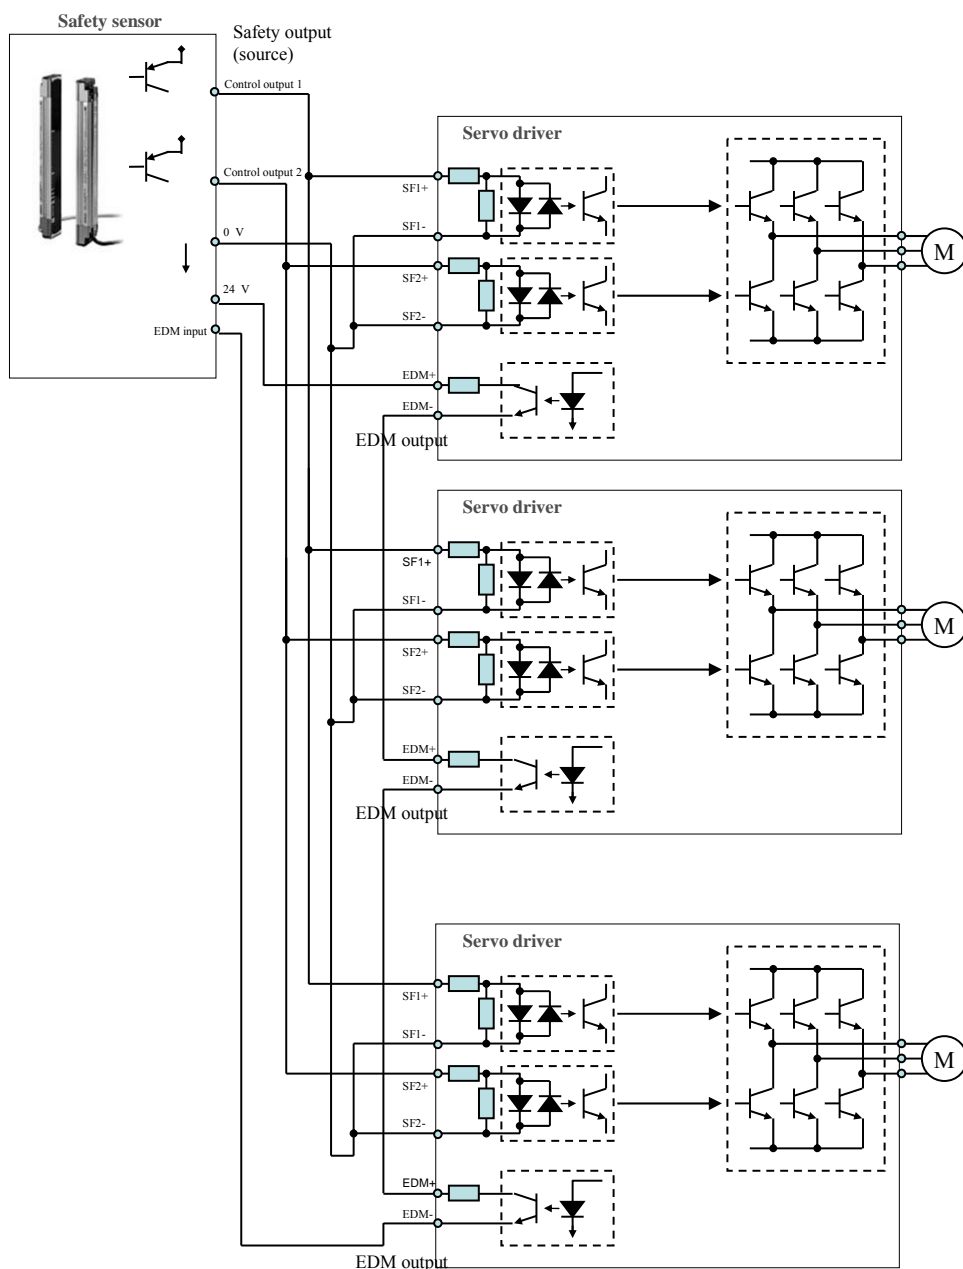 Safety sensor
Safety output
(source)
Control output 1
Control output 2
0 V
24 V
EDM input
Servo driver
SF1+
SF1-
SF2+
SF2-
EDM+
EDM-
EDM output
M
Servo driver
SF1+
SF1-
SF2+
SF2-
EDM+
EDM-
EDM output
M
Servo driver
SF1+
SF1-
SF2+
SF2-
EDM+
EDM-
EDM output
M